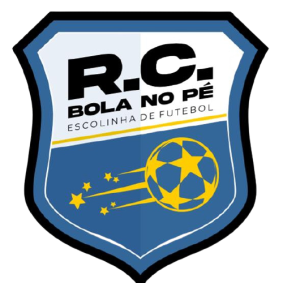 R.C.
BOLA NO PÉ
ESCOLINHA DE FUTEBOL